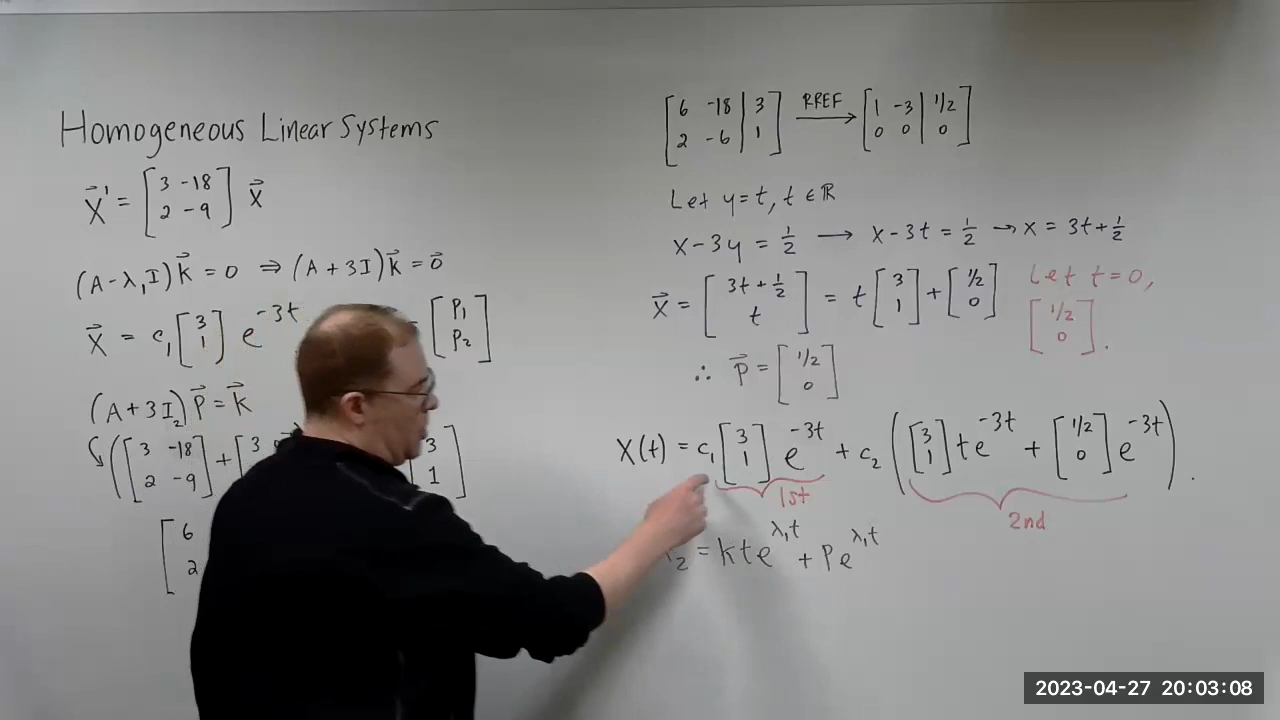 Homogeneous Linear Systems
X⃗' = [3 -18; 2 -9] X⃗
(A-λ₁I)k⃗ = 0 ⇒ (A+3I)k⃗ = 0⃗
X⃗ = c₁ [3; 1] e^-3t
[P₁; P₂]
(A+3I₂)P⃗ = k⃗
([3 -18; 2 -9] + [3 0
3; 1]
[6
2
[6 -18 | 3; 2 -6 | 1] RREF → [1 -3 | 1/2; 0 0 | 0]
Let y=t, t ∈ ℝ
x-3y = 1/2 → x-3t = 1/2 → x = 3t+1/2
X⃗ = [3t+1/2; t] = t[3; 1] + [1/2; 0]
Let t=0,
[1/2; 0].
∴ P⃗ = [1/2; 0]
X(t) = c₁ [3; 1] e^-3t + c₂ ([3; 1] te^-3t + [1/2; 0] e^-3t).
1st
2nd
₂ = kte^λ₁t + Pe^λ₁t
2023-04-27 20:03:08